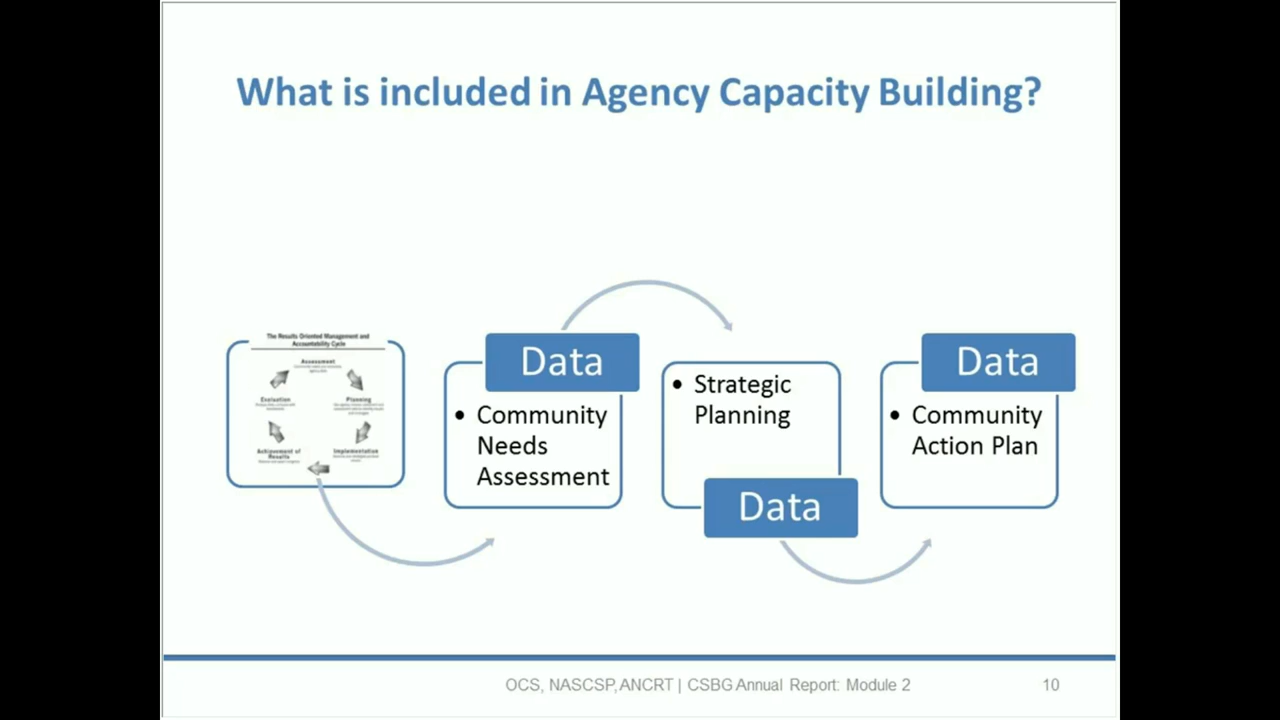 What is included in Agency Capacity Building?
The Results Oriented Management and
Accountability Cycle
Assessment
Evaluation
Planning
Achievement of
Results
Implementation
Data
• Community
Needs
Assessment
• Strategic
Planning
Data
Data
• Community
Action Plan
OCS, NASCSP, ANCRT | CSBG Annual Report: Module 2
10